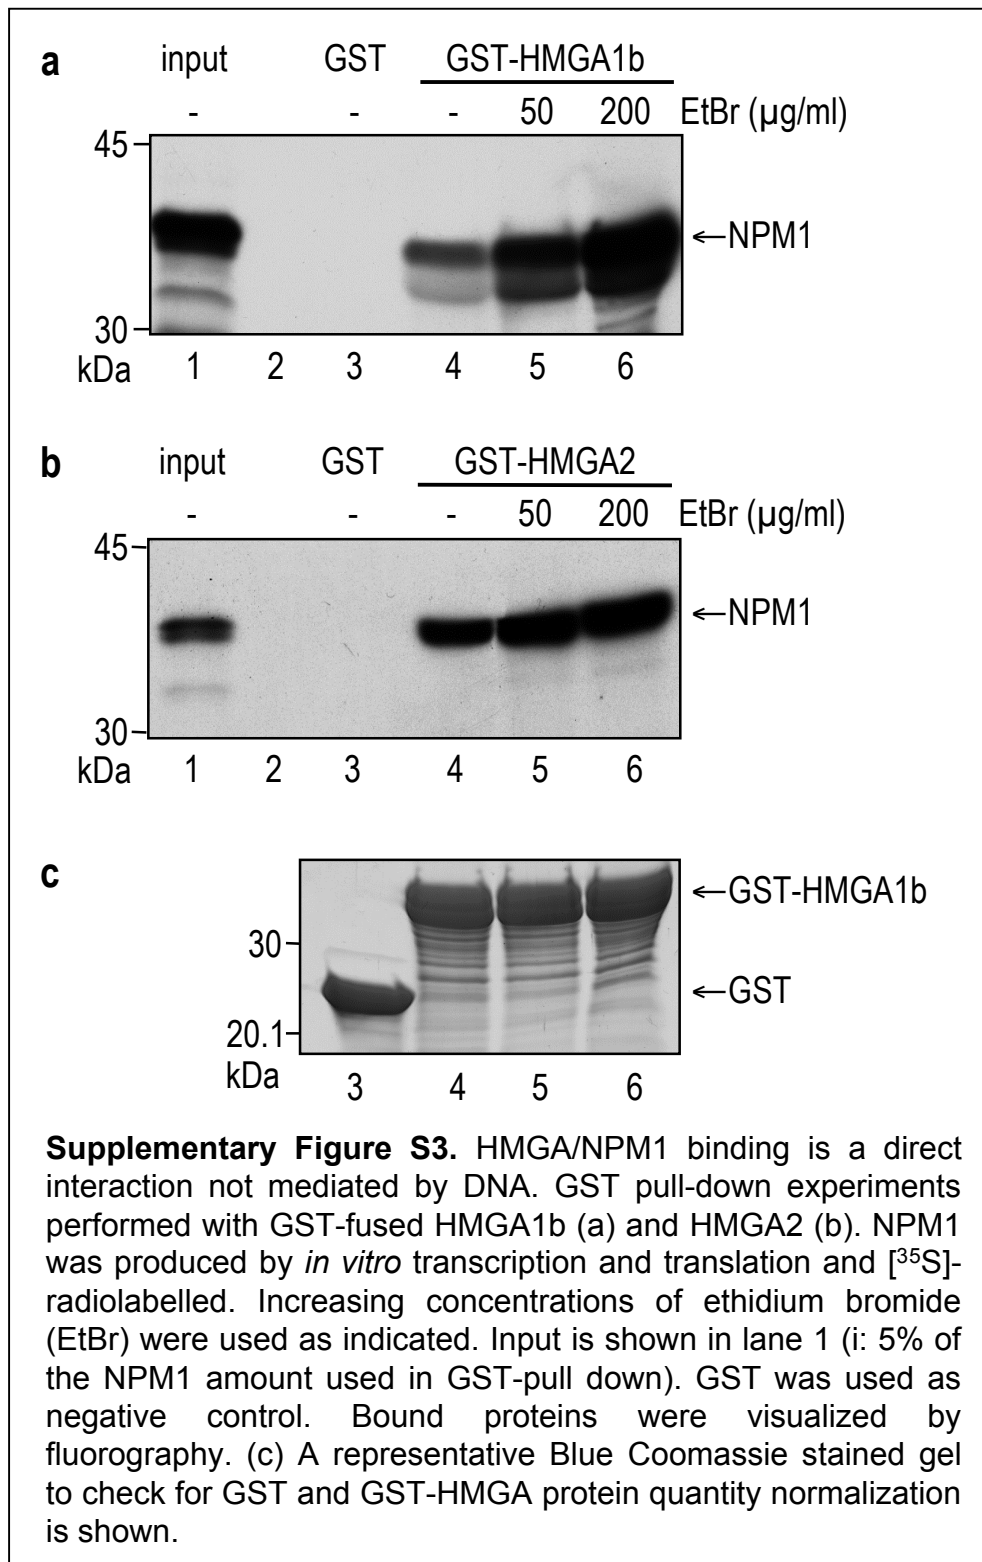 a input GST GST-HMGA1b
- - - 50 200 EtBr (µg/ml)
45
←NPM1
30
kDa 1 2 3 4 5 6
b input GST GST-HMGA2
- - - 50 200 EtBr (µg/ml)
45
←NPM1
30
kDa 1 2 3 4 5 6
c
←GST-HMGA1b
30
←GST
20.1
kDa 3 4 5 6
Supplementary Figure S3. HMGA/NPM1 binding is a direct
interaction not mediated by DNA. GST pull-down experiments
performed with GST-fused HMGA1b (a) and HMGA2 (b). NPM1
was produced by in vitro transcription and translation and [³⁵S]-
radiolabelled. Increasing concentrations of ethidium bromide
(EtBr) were used as indicated. Input is shown in lane 1 (i: 5% of
the NPM1 amount used in GST-pull down). GST was used as
negative control. Bound proteins were visualized by
fluorography. (c) A representative Blue Coomassie stained gel
to check for GST and GST-HMGA protein quantity normalization
is shown.